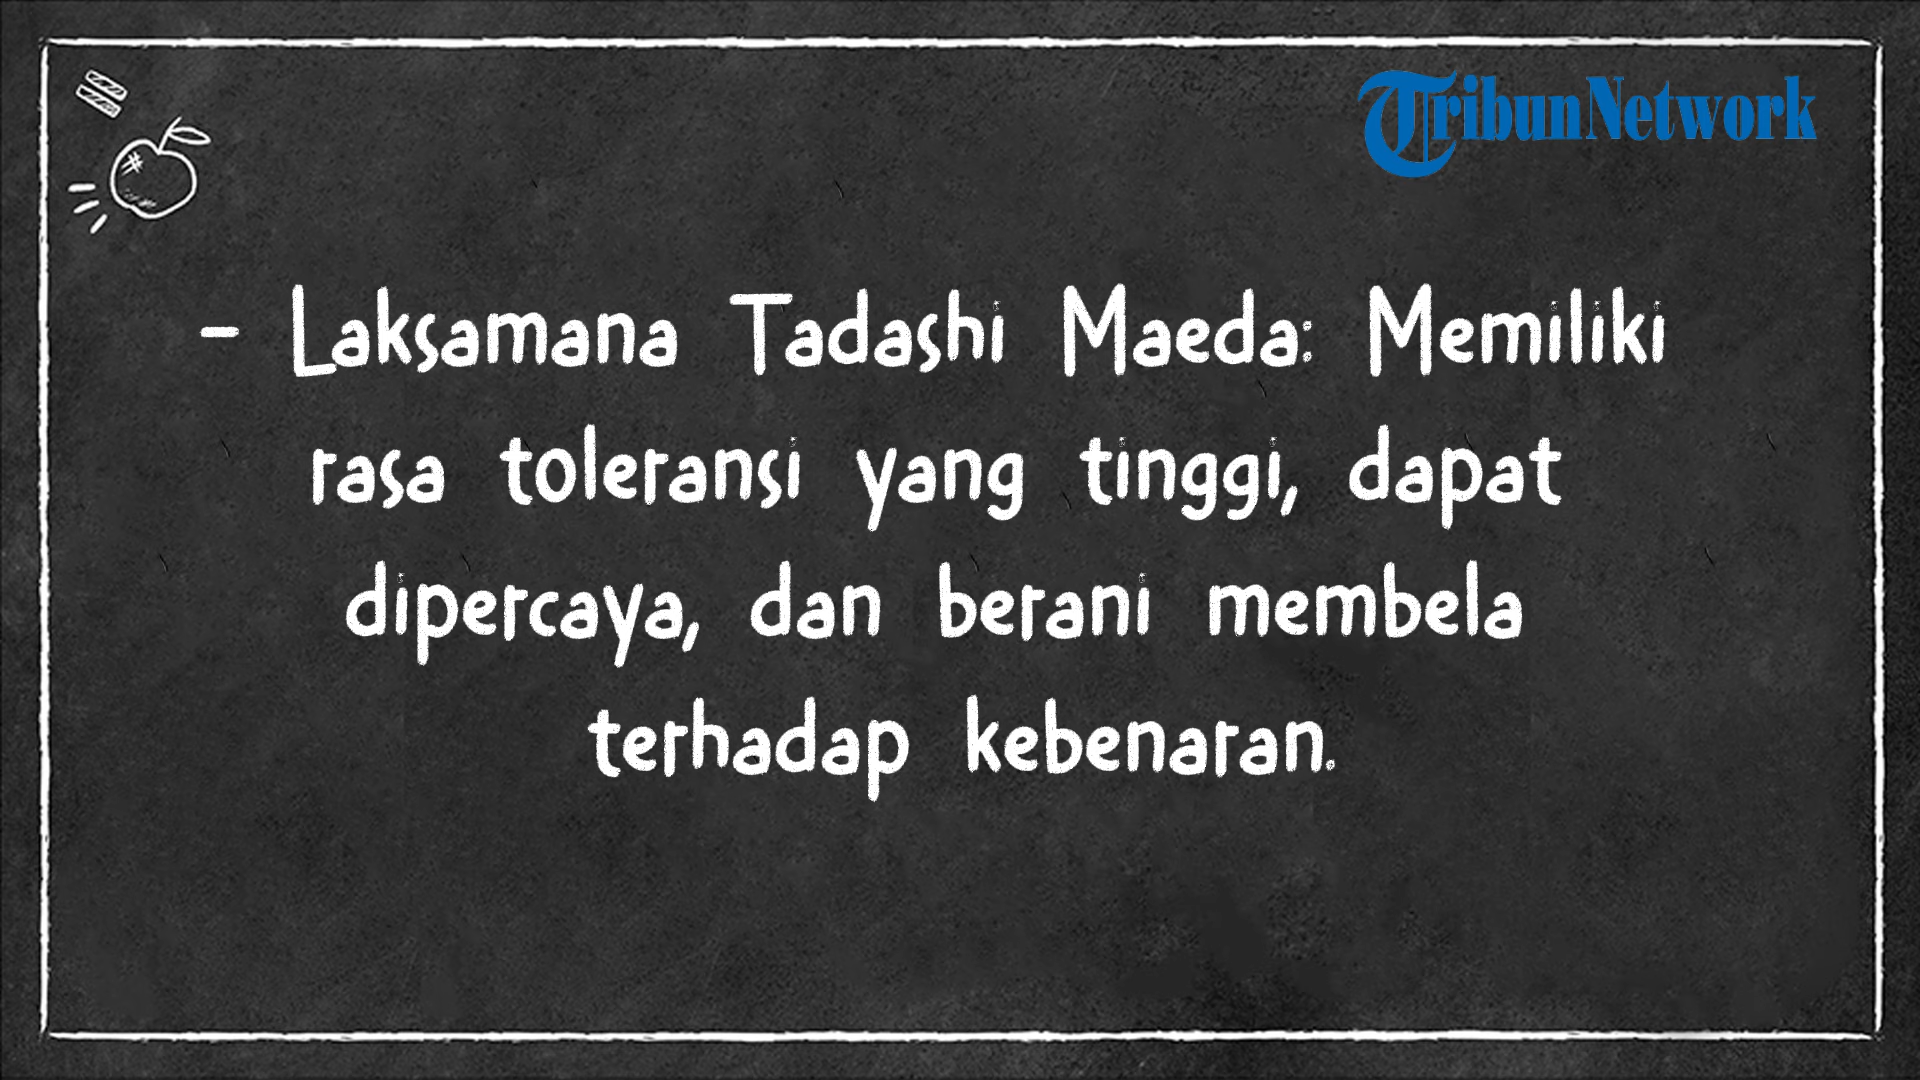 TribunNetwork
- Laksamana Tadashi Maeda: Memiliki
rasa toleransi yang tinggi, dapat
dipercaya, dan berani membela
terhadap kebenaran.